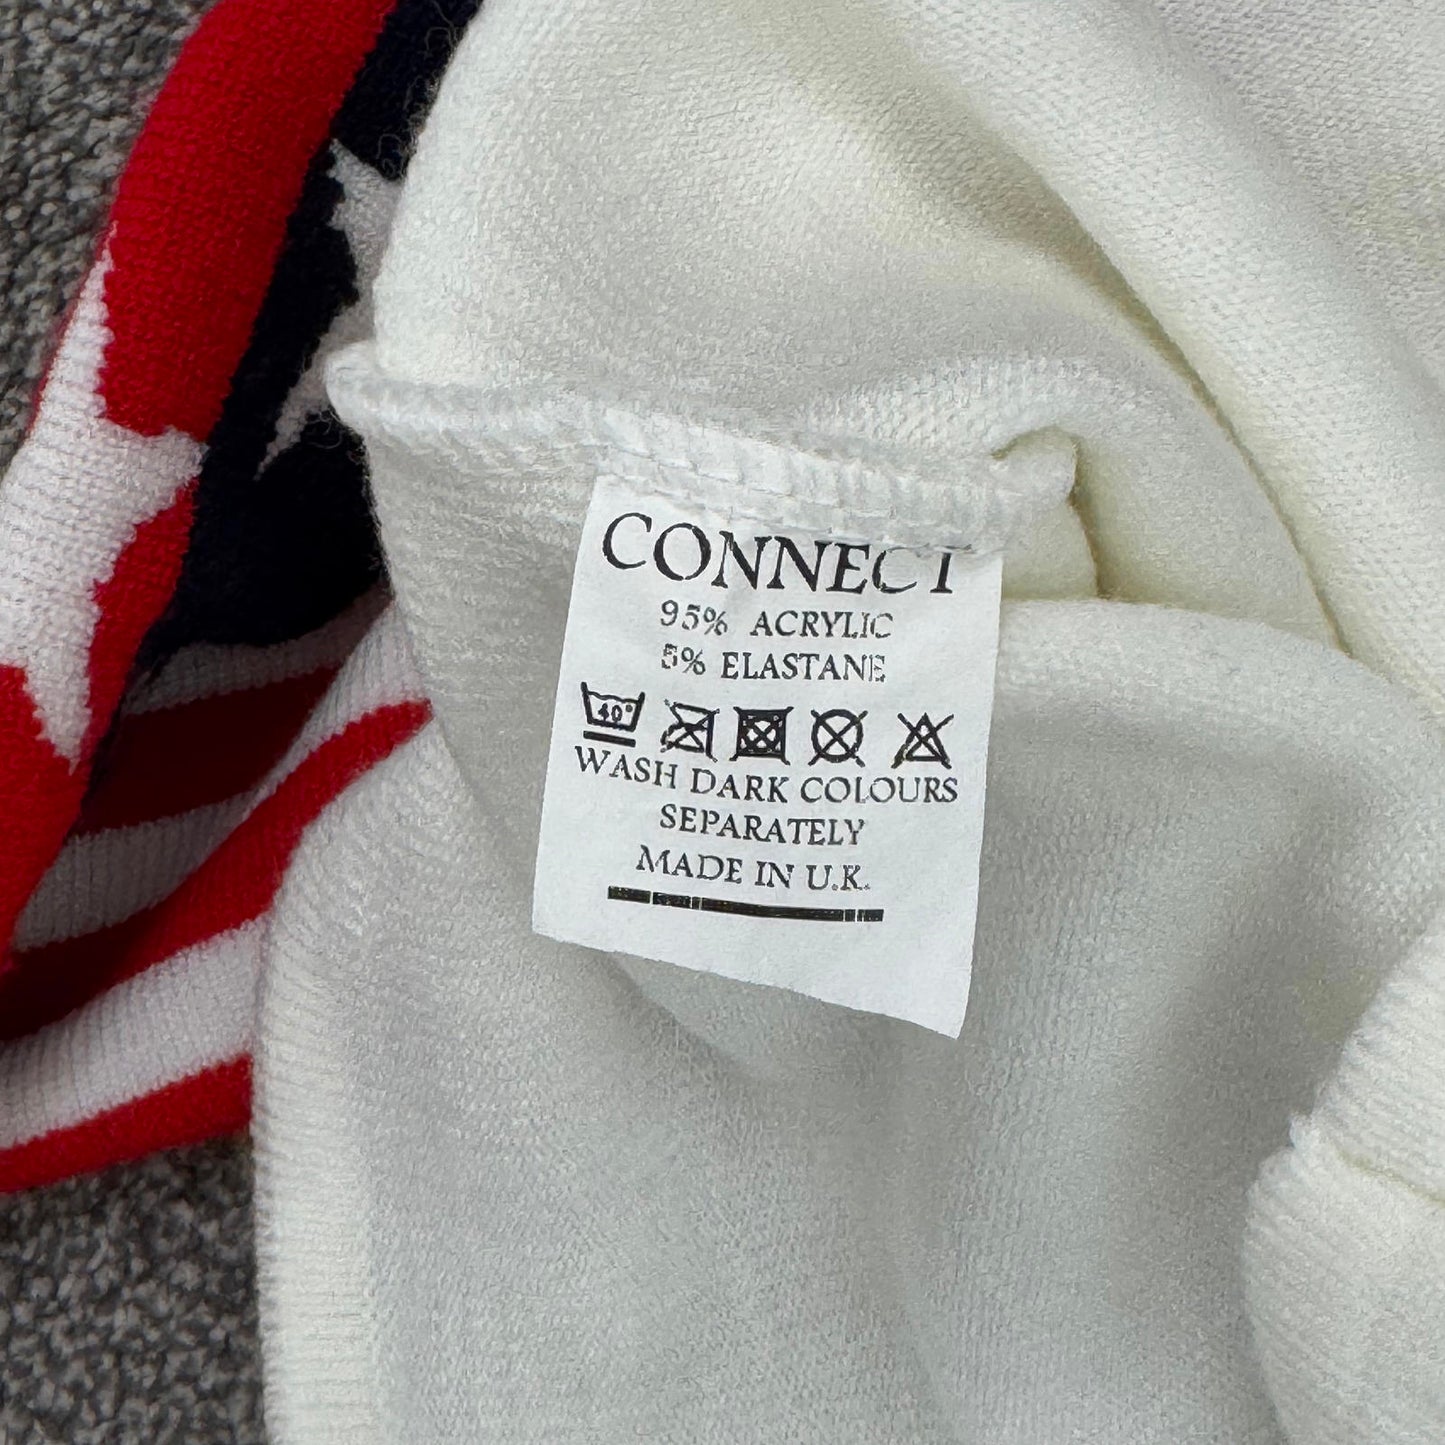 CONNECT
95% ACRYLIC
5% ELASTANE
40°
WASH DARK COLOURS
SEPARATELY
MADE IN U.K.